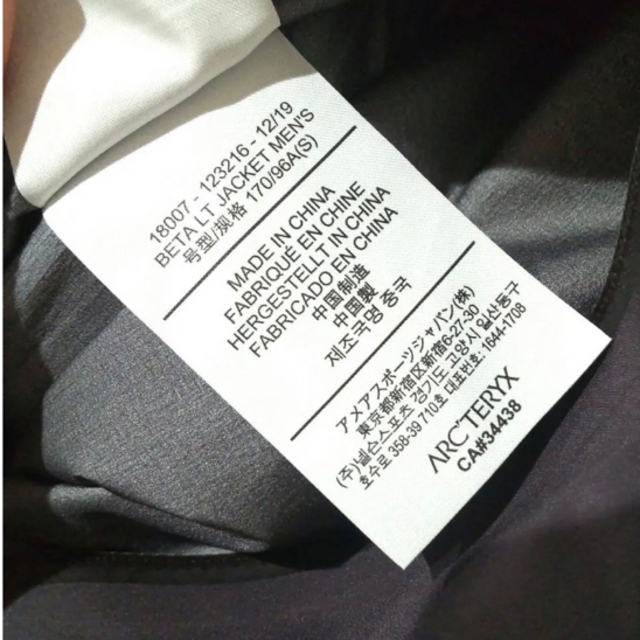 18007 - 123216 - 12/19
BETA LT JACKET MEN'S
号型/规格 170/96A(S)
MADE IN CHINA
FABRIQUÉ EN CHINE
HERGESTELLT IN CHINA
FABRICADO EN CHINA
中国制造
中国製
제조국명 중국
アメアスポーツジャパン(株)
東京都新宿区新宿6-27-30
(주)넬슨스포츠 경기도 고양시 일산동구
호수로 358-39 710호 대표번호: 1644-1708
ARC'TERYX
CA#34438